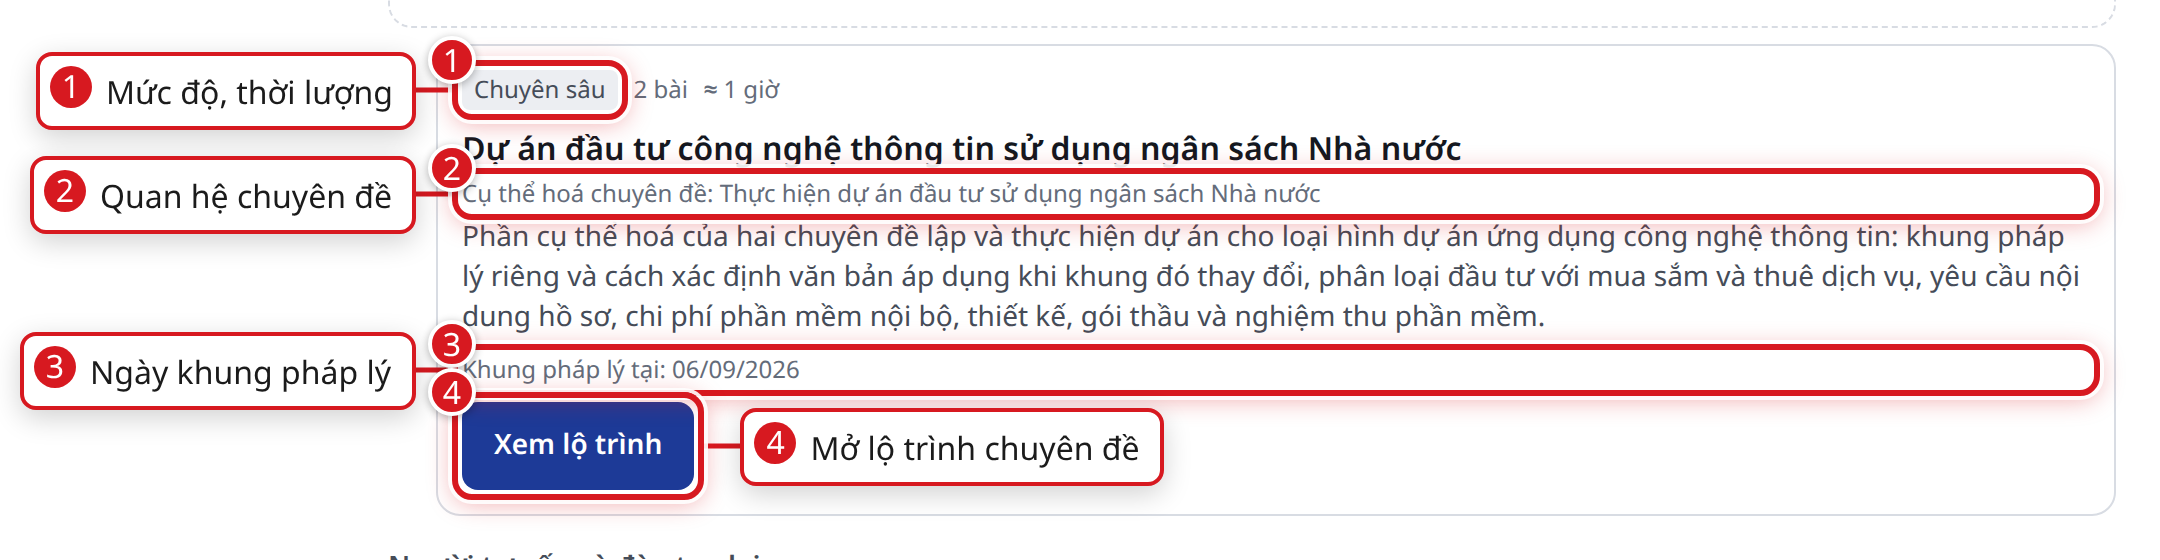 1 Mức độ, thời lượng
1
Chuyên sâu 2 bài ≈ 1 giờ
Dự án đầu tư công nghệ thông tin sử dụng ngân sách Nhà nước
2 Quan hệ chuyên đề
2
Cụ thể hoá chuyên đề: Thực hiện dự án đầu tư sử dụng ngân sách Nhà nước
Phần cụ thể hoá của hai chuyên đề lập và thực hiện dự án cho loại hình dự án ứng dụng công nghệ thông tin: khung pháp
lý riêng và cách xác định văn bản áp dụng khi khung đó thay đổi, phân loại đầu tư với mua sắm và thuê dịch vụ, yêu cầu nội
dung hồ sơ, chi phí phần mềm nội bộ, thiết kế, gói thầu và nghiệm thu phần mềm.
3 Ngày khung pháp lý
3
Khung pháp lý tại: 06/09/2026
4
Xem lộ trình
4 Mở lộ trình chuyên đề